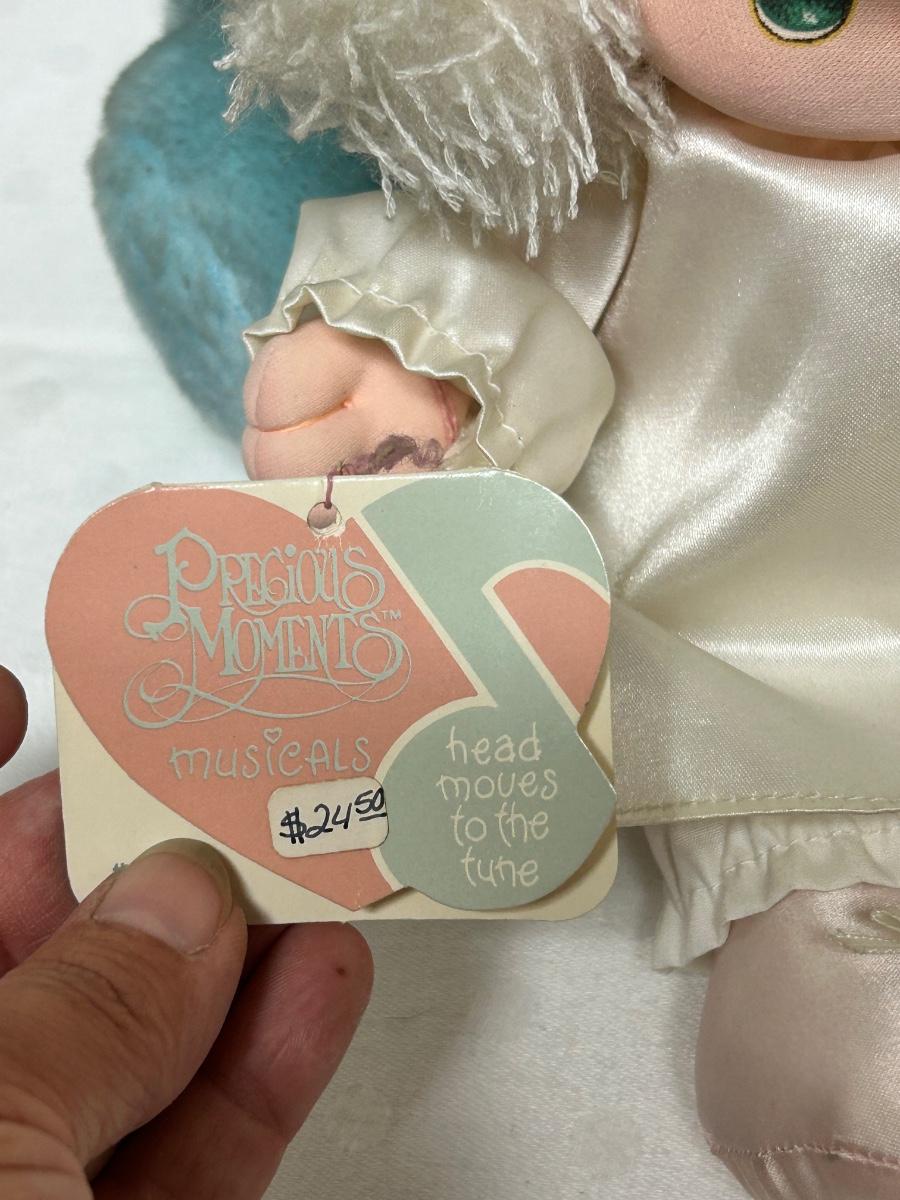 PRECIOUS
MOMENTS™
musicals
$24.50
head
moves
to the
tune